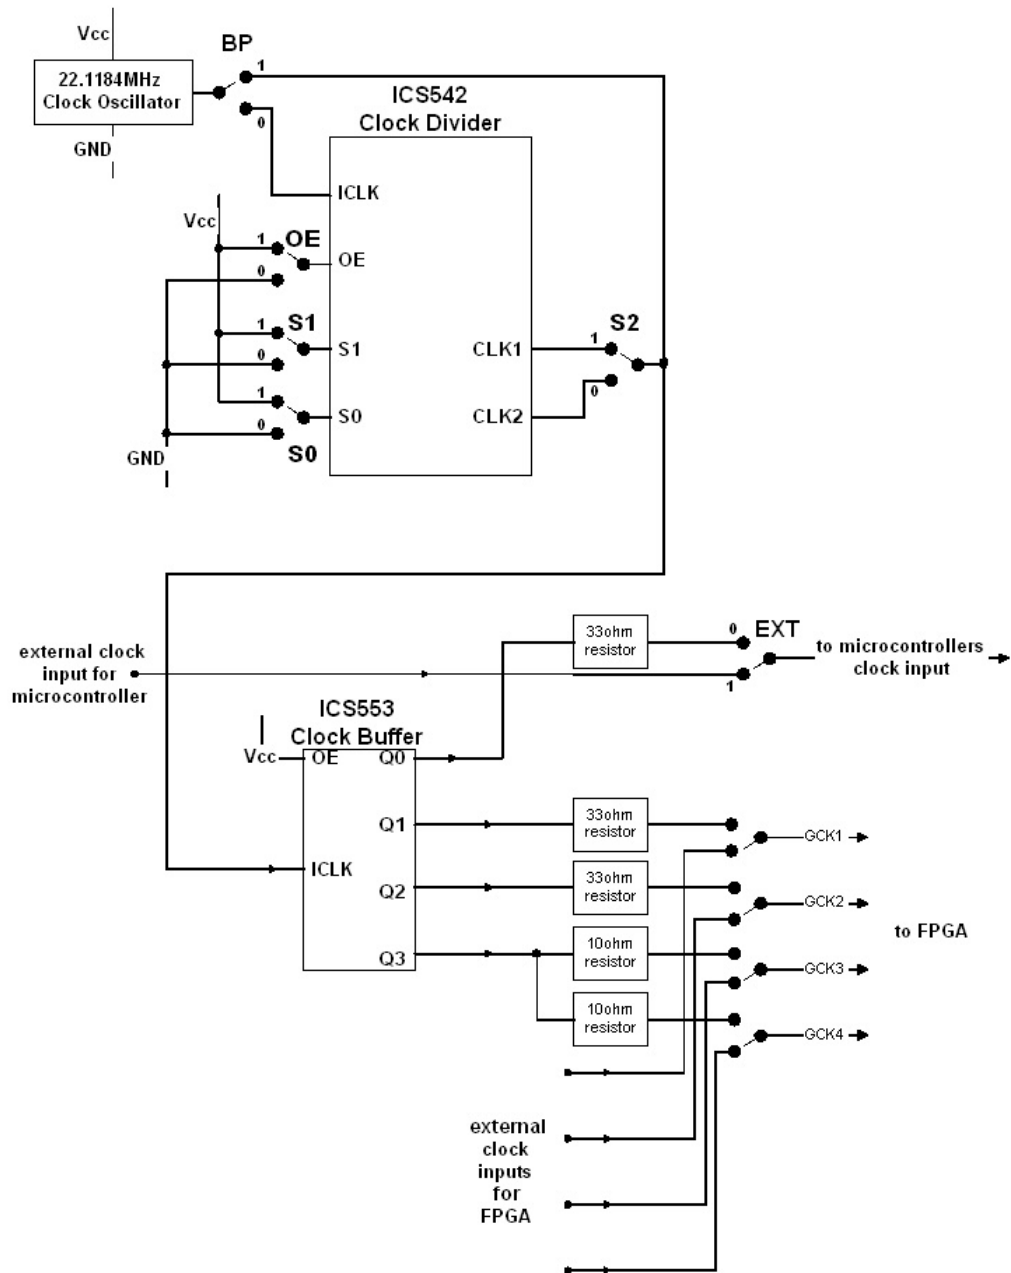 Vcc
BP
1
22.1184MHz
Clock Oscillator
0
GND
ICS542
Clock Divider
ICLK
Vcc
1
OE
0
OE
1
S1
0
S1
1
0
S0
S0
GND
CLK1
CLK2
1
S2
0
external clock
input for
microcontroller
33ohm
resistor
0
EXT
1
to microcontrollers
clock input
ICS553
Clock Buffer
Vcc
OE
Q0
Q1
ICLK
Q2
Q3
33ohm
resistor
33ohm
resistor
10ohm
resistor
10ohm
resistor
GCK1
GCK2
GCK3
GCK4
to FPGA
external
clock
inputs
for
FPGA